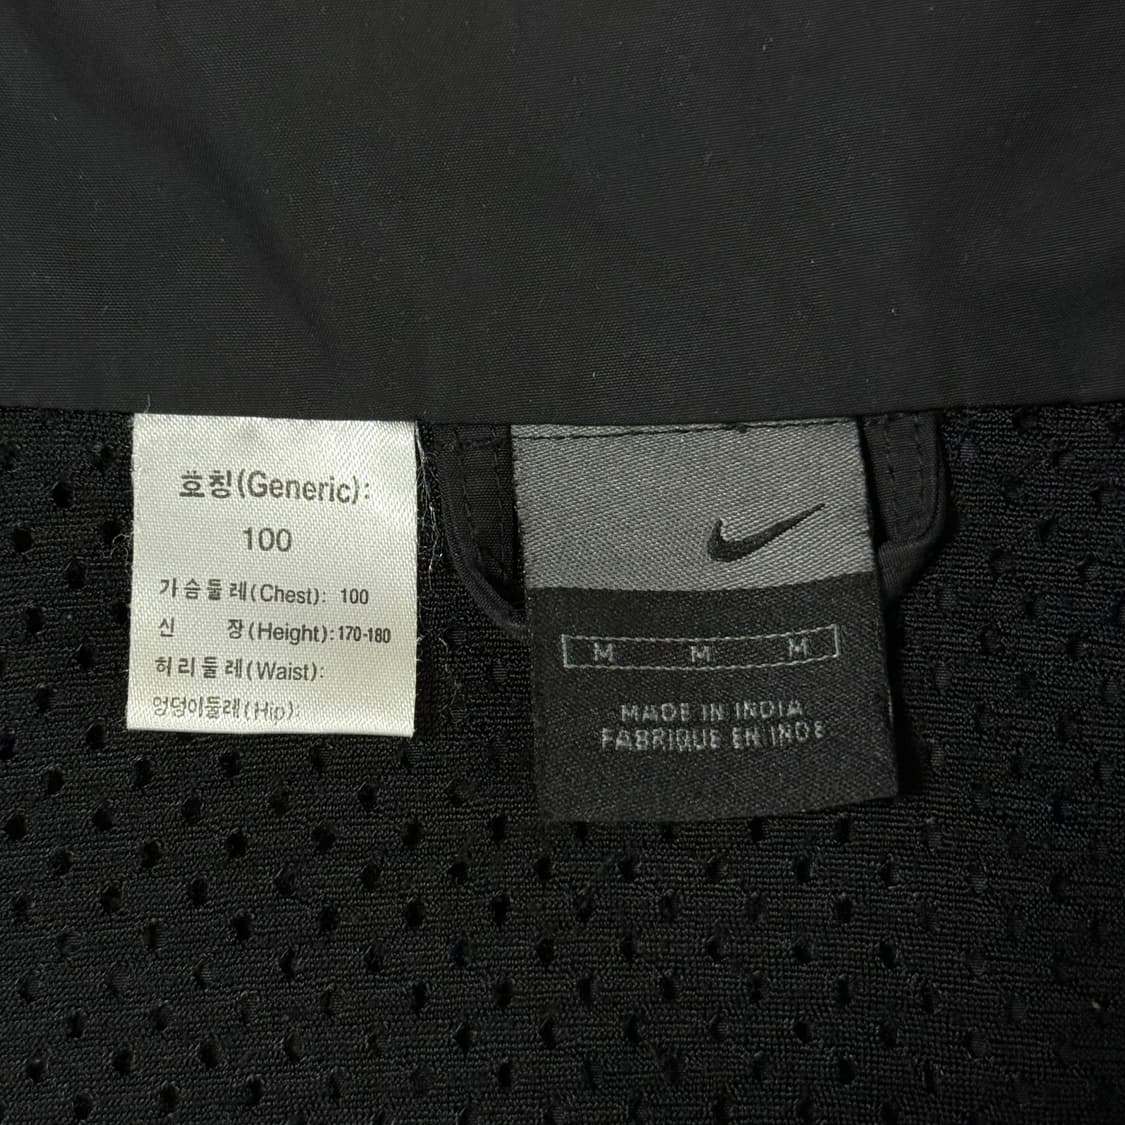 호칭(Generic):
100
가슴둘레(Chest): 100
신 장(Height):170-180
허리둘레(Waist):
엉덩이둘레(Hip):
M M M
MADE IN INDIA
FABRIQUE EN INDE